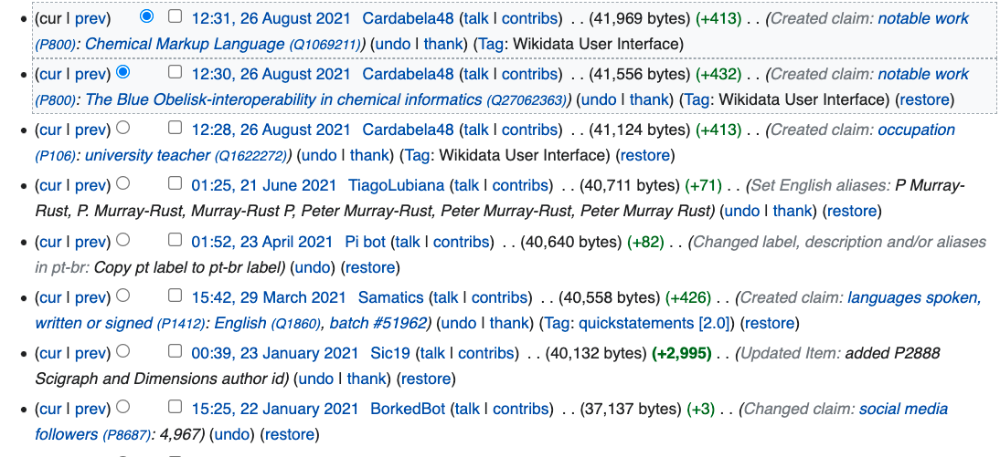 • (cur | prev) 12:31, 26 August 2021 Cardabela48 (talk | contribs) . . (41,969 bytes) (+413) . . (Created claim: notable work
(P800): Chemical Markup Language (Q1069211)) (undo | thank) (Tag: Wikidata User Interface)
• (cur | prev) 12:30, 26 August 2021 Cardabela48 (talk | contribs) . . (41,556 bytes) (+432) . . (Created claim: notable work
(P800): The Blue Obelisk-interoperability in chemical informatics (Q27062363)) (undo | thank) (Tag: Wikidata User Interface) (restore)
• (cur | prev) 12:28, 26 August 2021 Cardabela48 (talk | contribs) . . (41,124 bytes) (+413) . . (Created claim: occupation
(P106): university teacher (Q1622272)) (undo | thank) (Tag: Wikidata User Interface) (restore)
• (cur | prev) 01:25, 21 June 2021 TiagoLubiana (talk | contribs) . . (40,711 bytes) (+71) . . (Set English aliases: P Murray-
Rust, P. Murray-Rust, Murray-Rust P, Peter Murray-Rust, Peter Murray-Rust, Peter Murray Rust) (undo | thank) (restore)
• (cur | prev) 01:52, 23 April 2021 Pi bot (talk | contribs) . . (40,640 bytes) (+82) . . (Changed label, description and/or aliases
in pt-br: Copy pt label to pt-br label) (undo) (restore)
• (cur | prev) 15:42, 29 March 2021 Samatics (talk | contribs) . . (40,558 bytes) (+426) . . (Created claim: languages spoken,
written or signed (P1412): English (Q1860), batch #51962) (undo | thank) (Tag: quickstatements [2.0]) (restore)
• (cur | prev) 00:39, 23 January 2021 Sic19 (talk | contribs) . . (40,132 bytes) (+2,995) . . (Updated Item: added P2888
Scigraph and Dimensions author id) (undo | thank) (restore)
• (cur | prev) 15:25, 22 January 2021 BorkedBot (talk | contribs) . . (37,137 bytes) (+3) . . (Changed claim: social media
followers (P8687): 4,967) (undo) (restore)